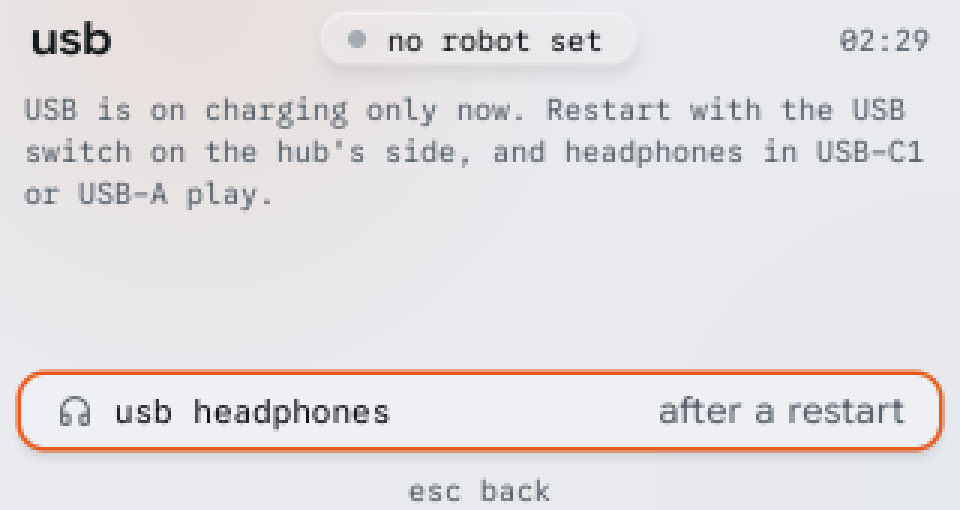 usb
no robot set
02:29
USB is on charging only now. Restart with the USB
switch on the hub's side, and headphones in USB-C1
or USB-A play.
usb headphones
after a restart
esc back